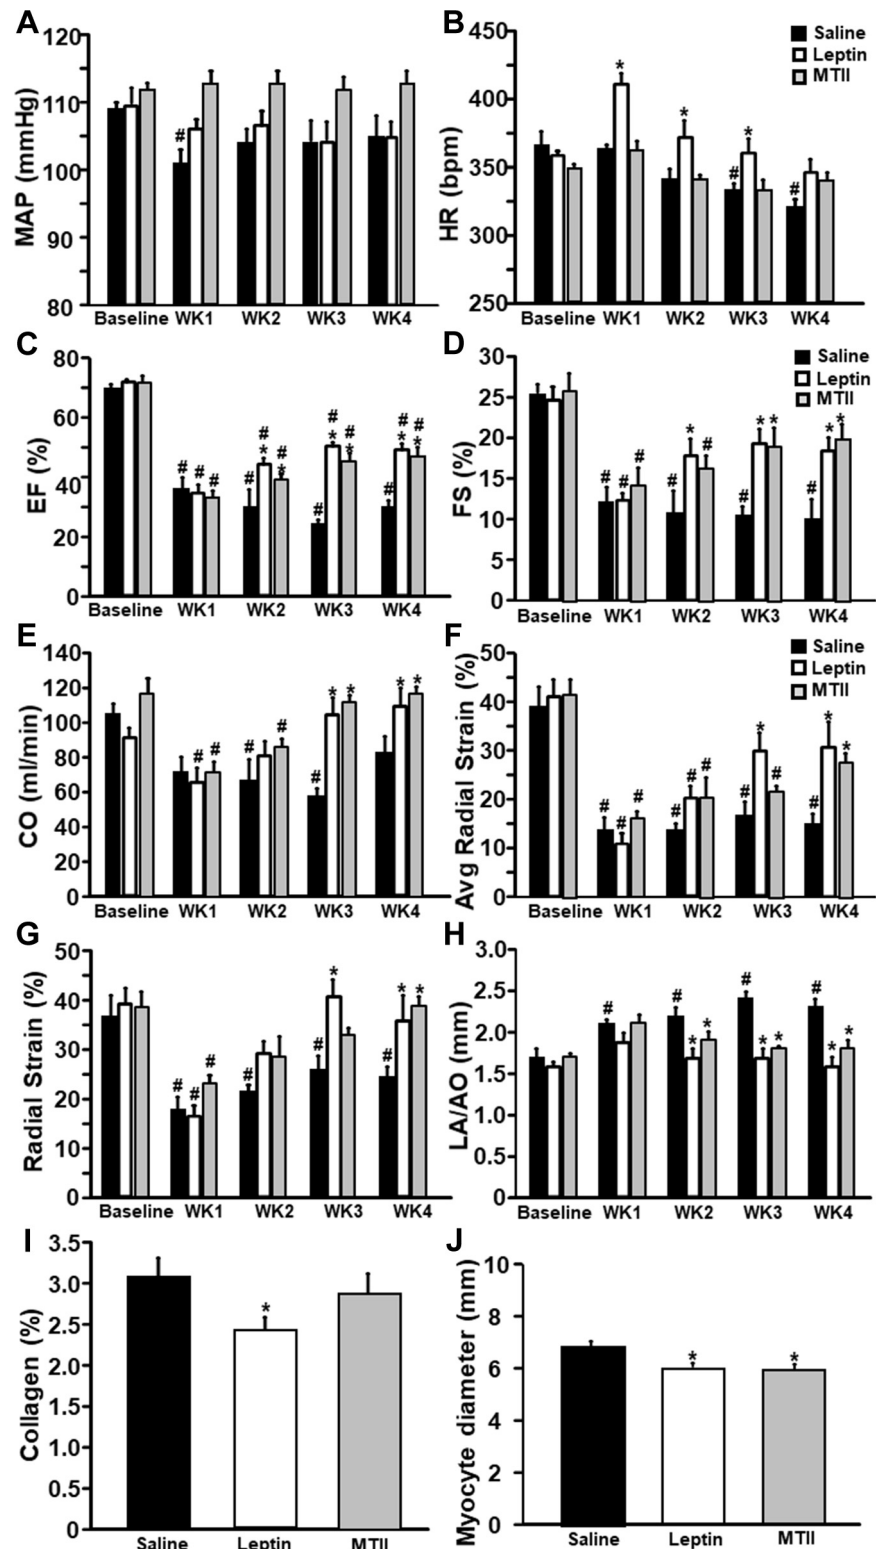 A
MAP (mmHg)
120
110
100
90
80
#
Baseline WK1 WK2 WK3 WK4
B
HR (bpm)
450
400
350
300
250
Saline
Leptin
MTII
* * * # #
Baseline WK1 WK2 WK3 WK4
C
EF (%)
80
60
40
20
0
# # # # # * # * # # * # * # # * # *
Baseline WK1 WK2 WK3 WK4
D
FS (%)
30
25
20
15
10
5
0
Saline
Leptin
MTII
# # # # * # # * * # * *
Baseline WK1 WK2 WK3 WK4
E
CO (ml/min)
140
120
100
80
60
40
20
0
# # # # # * * * *
Baseline WK1 WK2 WK3 WK4
F
Avg Radial Strain (%)
50
40
30
20
10
0
Saline
Leptin
MTII
# # # # # # # * # # * *
Baseline WK1 WK2 WK3 WK4
G
Radial Strain (%)
50
40
30
20
10
0
# # # # # * # * *
Baseline WK1 WK2 WK3 WK4
H
LA/AO (mm)
3.0
2.5
2.0
1.5
1.0
0.5
0
# # * * # * * # * *
Baseline WK1 WK2 WK3 WK4
I
Collagen (%)
3.5
3.0
2.5
2.0
1.5
1.0
0.5
0
*
Saline Leptin MTII
J
Myocyte diameter (mm)
10
8
6
4
2
0
* *
Saline Leptin MTII